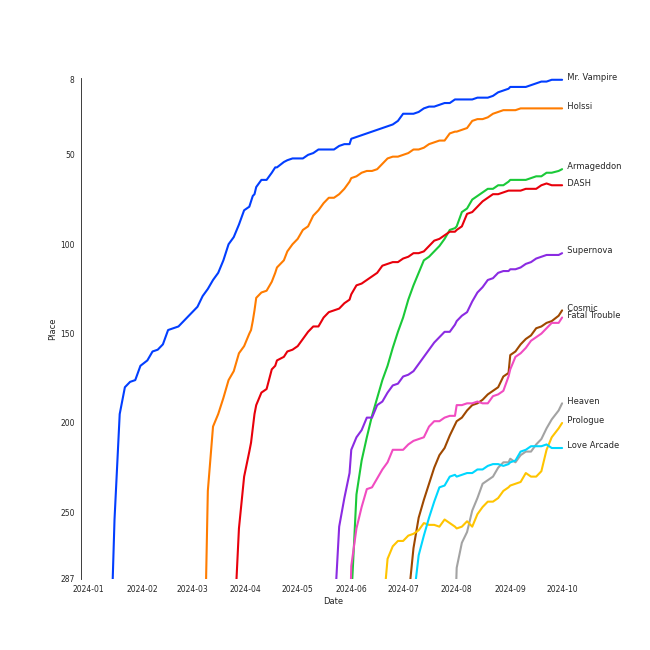 8
50
100
150
200
250
287
Place
2024-01
2024-02
2024-03
2024-04
2024-05
2024-06
2024-07
2024-08
2024-09
2024-10
Date
Mr. Vampire
Holssi
Armageddon
DASH
Supernova
Cosmic
Fatal Trouble
Heaven
Prologue
Love Arcade